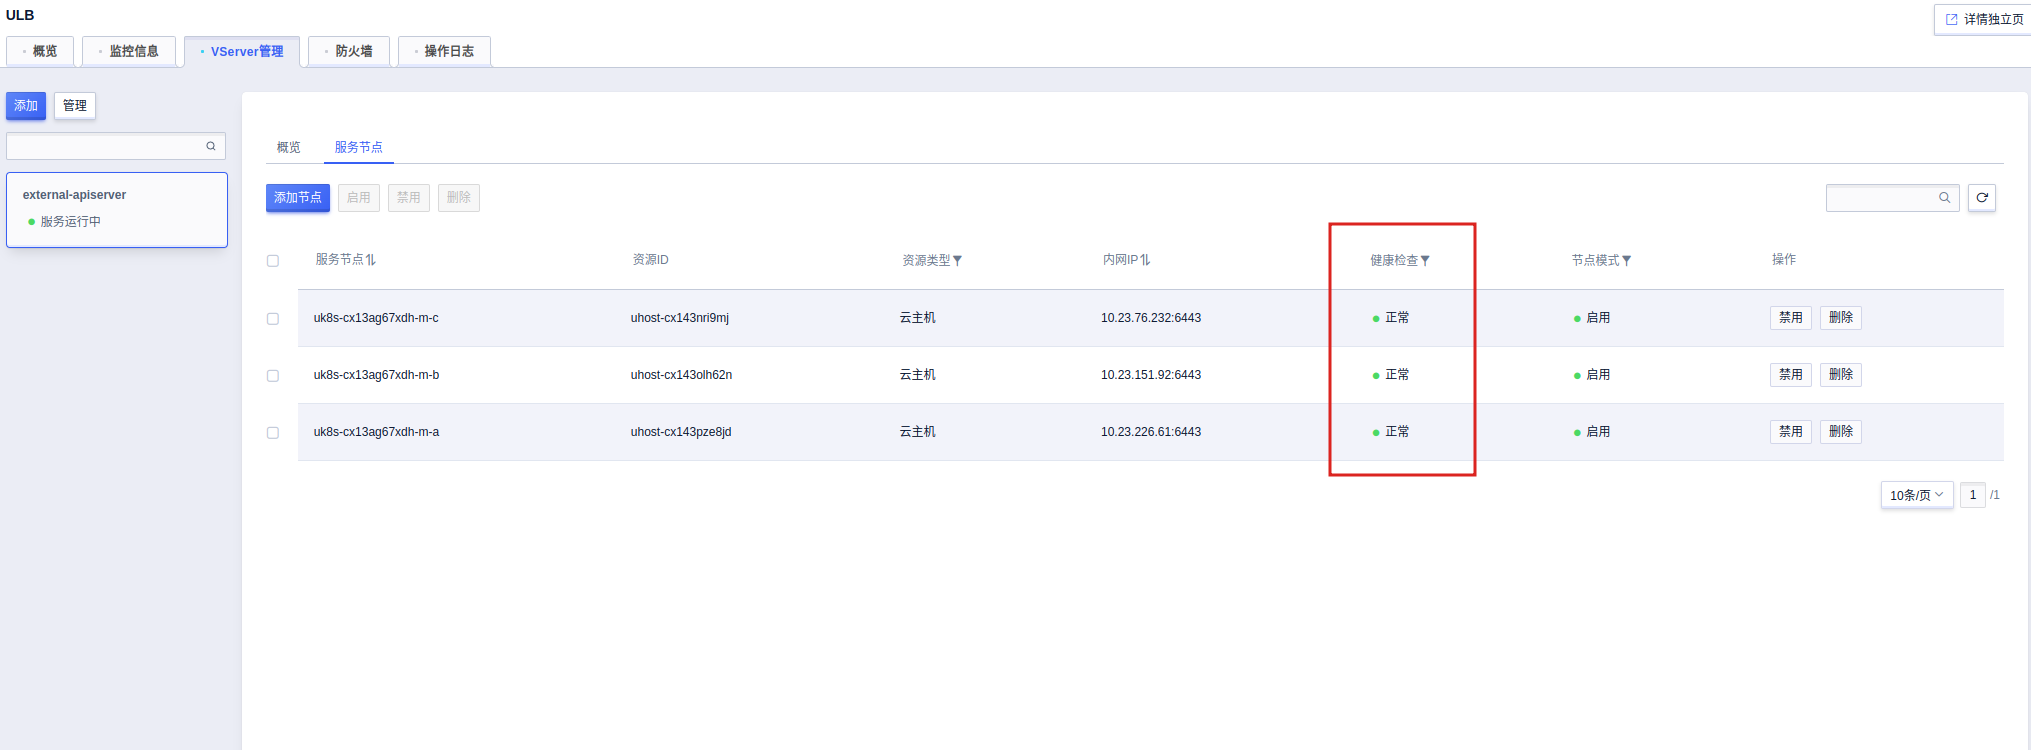 ULB
详情独立页
概览 监控信息 VServer管理 防火墙 操作日志
添加 管理
external-apiserver
服务运行中
概览 服务节点
添加节点 启用 禁用 删除
服务节点 资源ID 资源类型 内网IP 健康检查 节点模式 操作
uk8s-cx13ag67xdh-m-c uhost-cx143nri9mj 云主机 10.23.76.232:6443 正常 启用 禁用 删除
uk8s-cx13ag67xdh-m-b uhost-cx143olh62n 云主机 10.23.151.92:6443 正常 启用 禁用 删除
uk8s-cx13ag67xdh-m-a uhost-cx143pze8jd 云主机 10.23.226.61:6443 正常 启用 禁用 删除
10条/页 1 /1